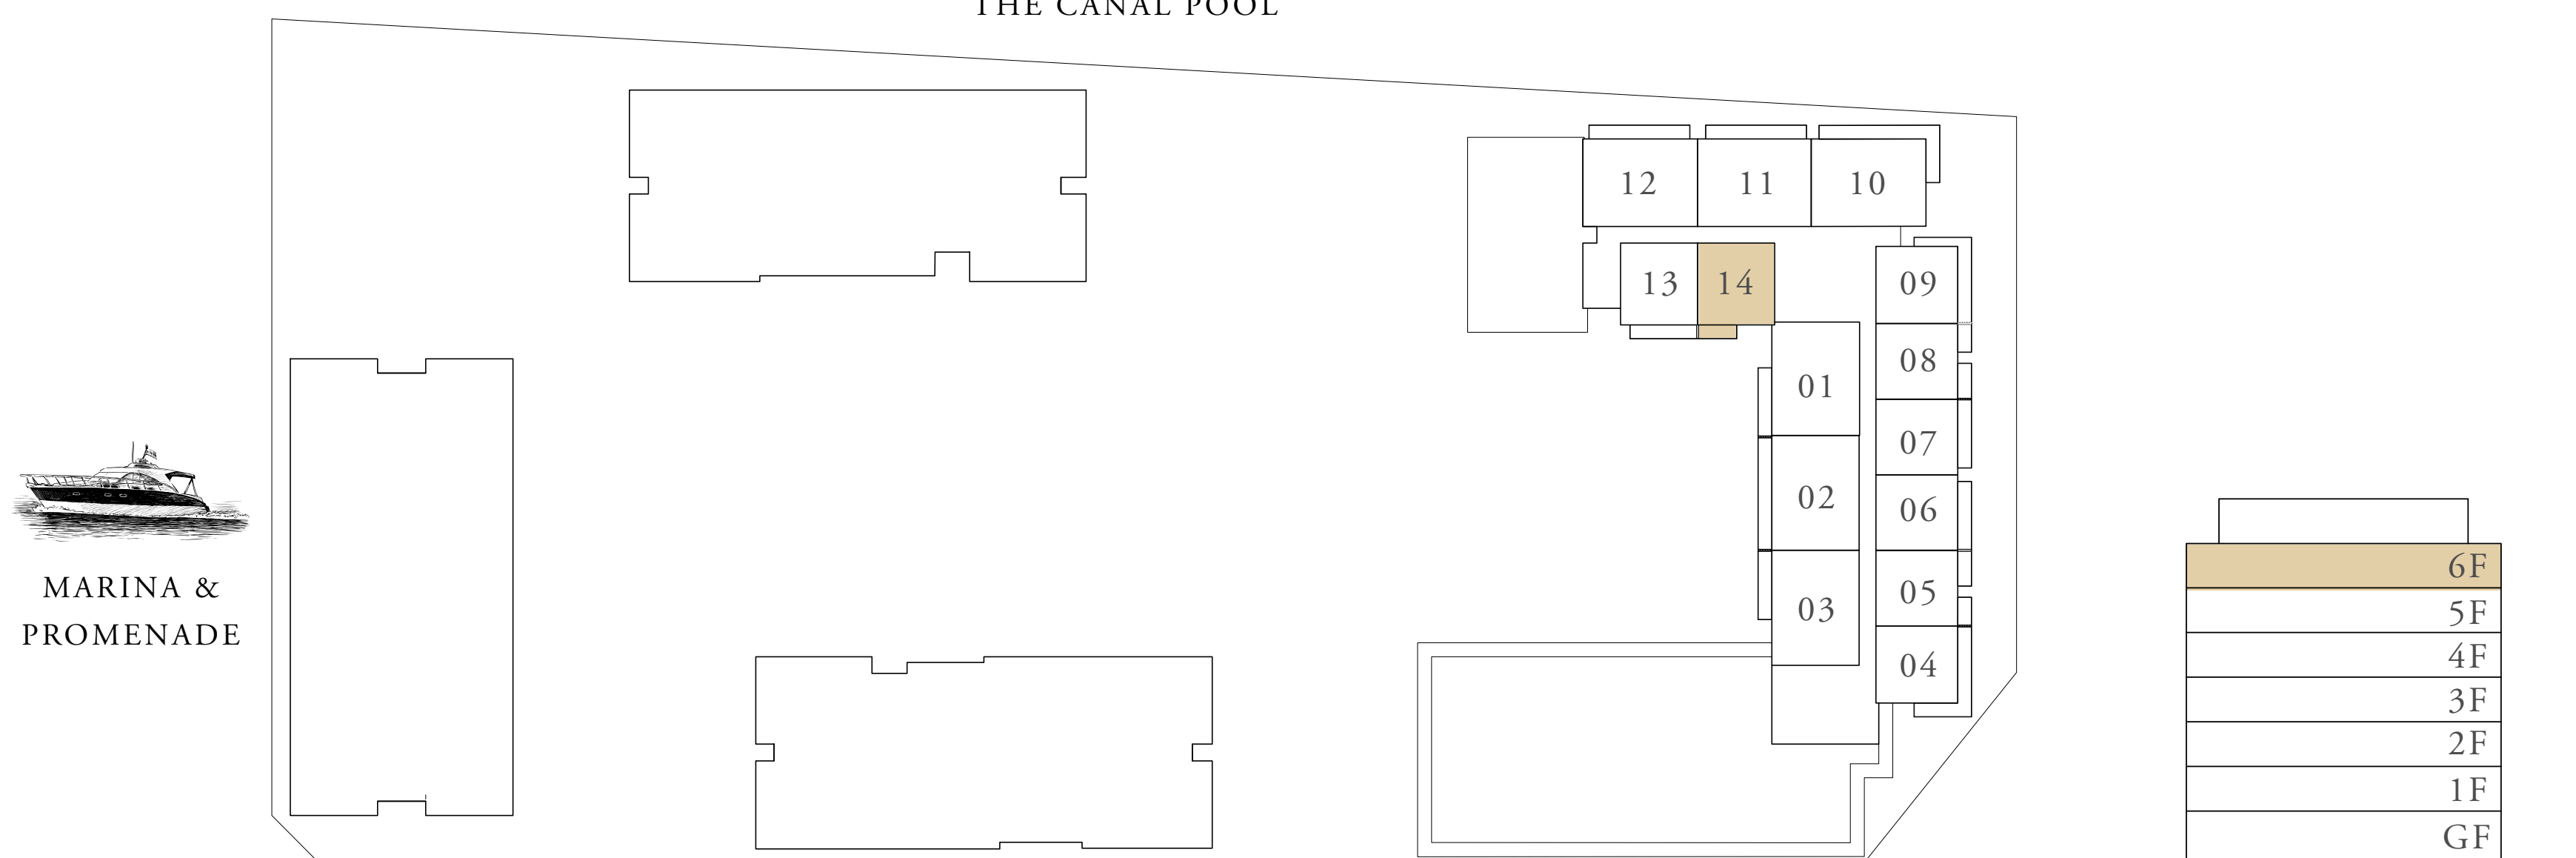 THE CANAL POOL
12 11 10
13 14 09
08
01
07
02 06
05
03
04
MARINA &
PROMENADE
6F
5F
4F
3F
2F
1F
GF